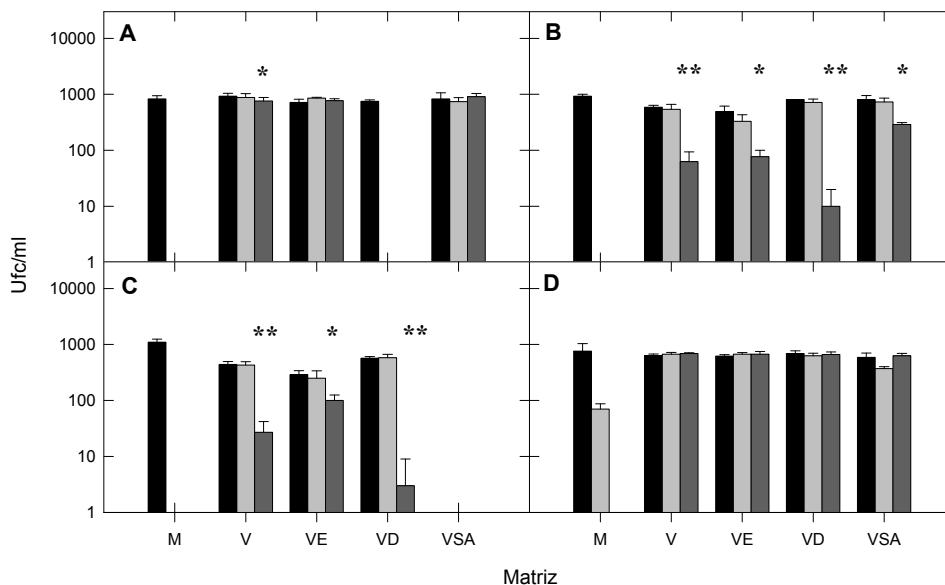 A
B
10000
1000
100
10
1
*
** * ** *
Ufc/ml
C
D
10000
1000
100
10
1
** * **
M V VE VD VSA
M V VE VD VSA
Matriz